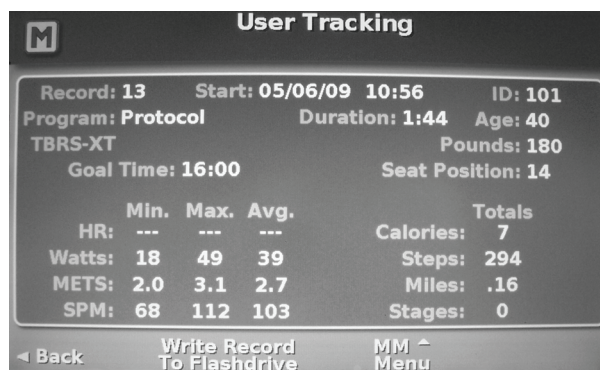 M
User Tracking
Record: 13 Start: 05/06/09 10:56 ID: 101
Program: Protocol Duration: 1:44 Age: 40
TBRS-XT Pounds: 180
Goal Time: 16:00 Seat Position: 14
Min. Max. Avg. Totals
HR: --- --- --- Calories: 7
Watts: 18 49 39 Steps: 294
METS: 2.0 3.1 2.7 Miles: .16
SPM: 68 112 103 Stages: 0
◄ Back Write Record MM
To Flashdrive Menu